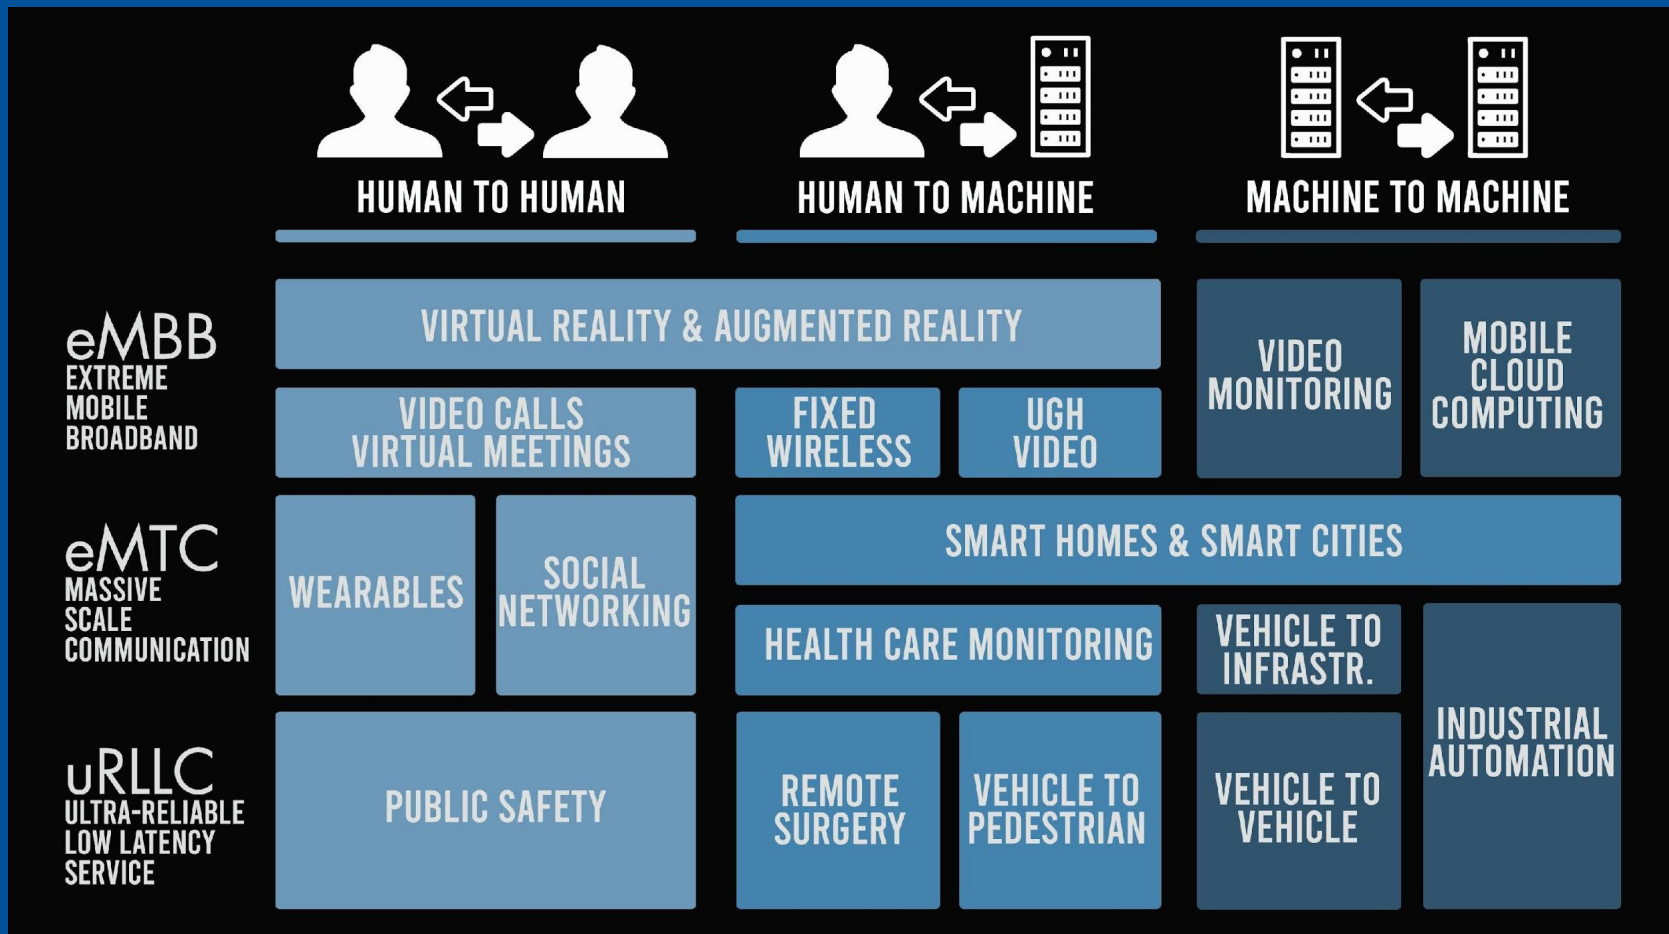 HUMAN TO HUMAN
HUMAN TO MACHINE
MACHINE TO MACHINE
eMBB
EXTREME
MOBILE
BROADBAND
VIRTUAL REALITY & AUGMENTED REALITY
VIDEO CALLS
VIRTUAL MEETINGS
FIXED
WIRELESS
UGH
VIDEO
VIDEO
MONITORING
MOBILE
CLOUD
COMPUTING
eMTC
MASSIVE
SCALE
COMMUNICATION
WEARABLES
SOCIAL
NETWORKING
SMART HOMES & SMART CITIES
HEALTH CARE MONITORING
VEHICLE TO
INFRASTR.
INDUSTRIAL
AUTOMATION
uRLLC
ULTRA-RELIABLE
LOW LATENCY
SERVICE
PUBLIC SAFETY
REMOTE
SURGERY
VEHICLE TO
PEDESTRIAN
VEHICLE TO
VEHICLE